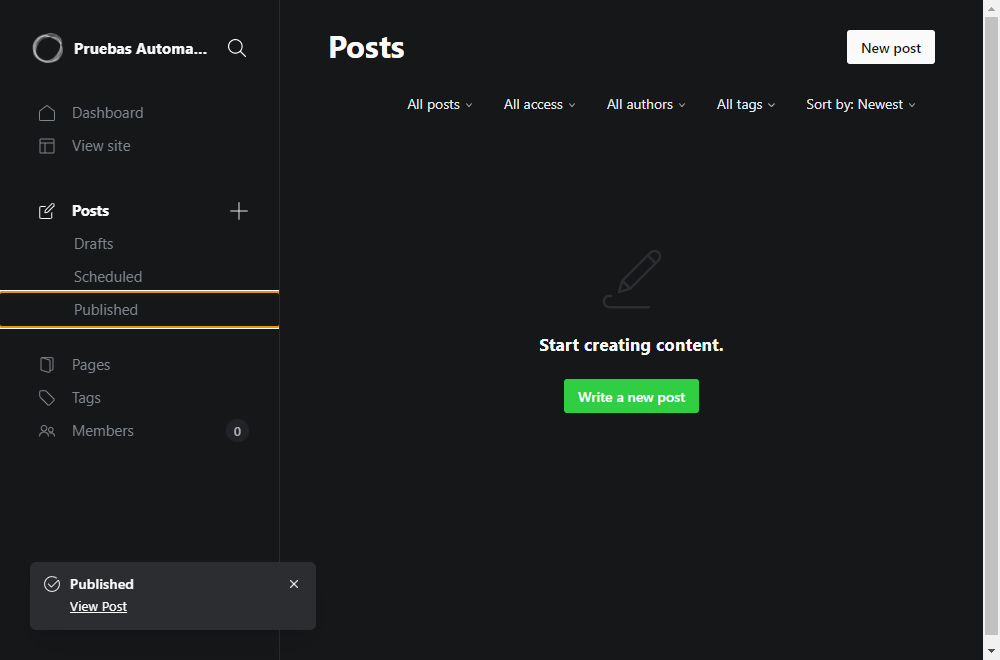 Pruebas Automa...
Dashboard
View site
Posts
Drafts
Scheduled
Published
Pages
Tags
Members
0
Posts
New post
All posts
All access
All authors
All tags
Sort by: Newest
Start creating content.
Write a new post
Published
View Post